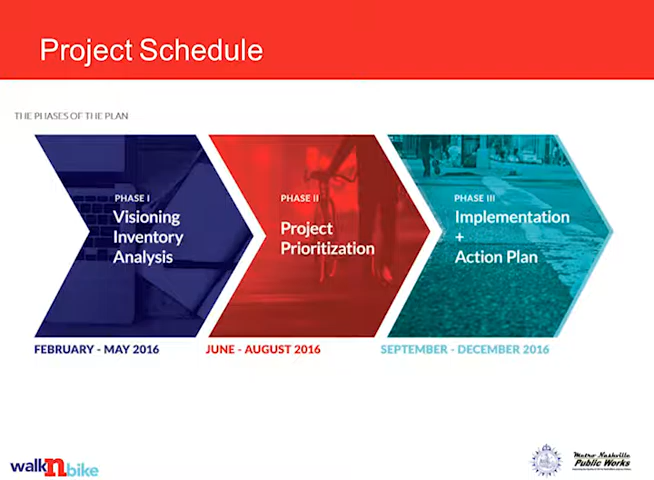 Project Schedule
THE PHASES OF THE PLAN
PHASE I
Visioning
Inventory
Analysis
PHASE II
Project
Prioritization
PHASE III
Implementation
+
Action Plan
FEBRUARY - MAY 2016
JUNE - AUGUST 2016
SEPTEMBER - DECEMBER 2016
walk n bike
Metro Nashville
Public Works